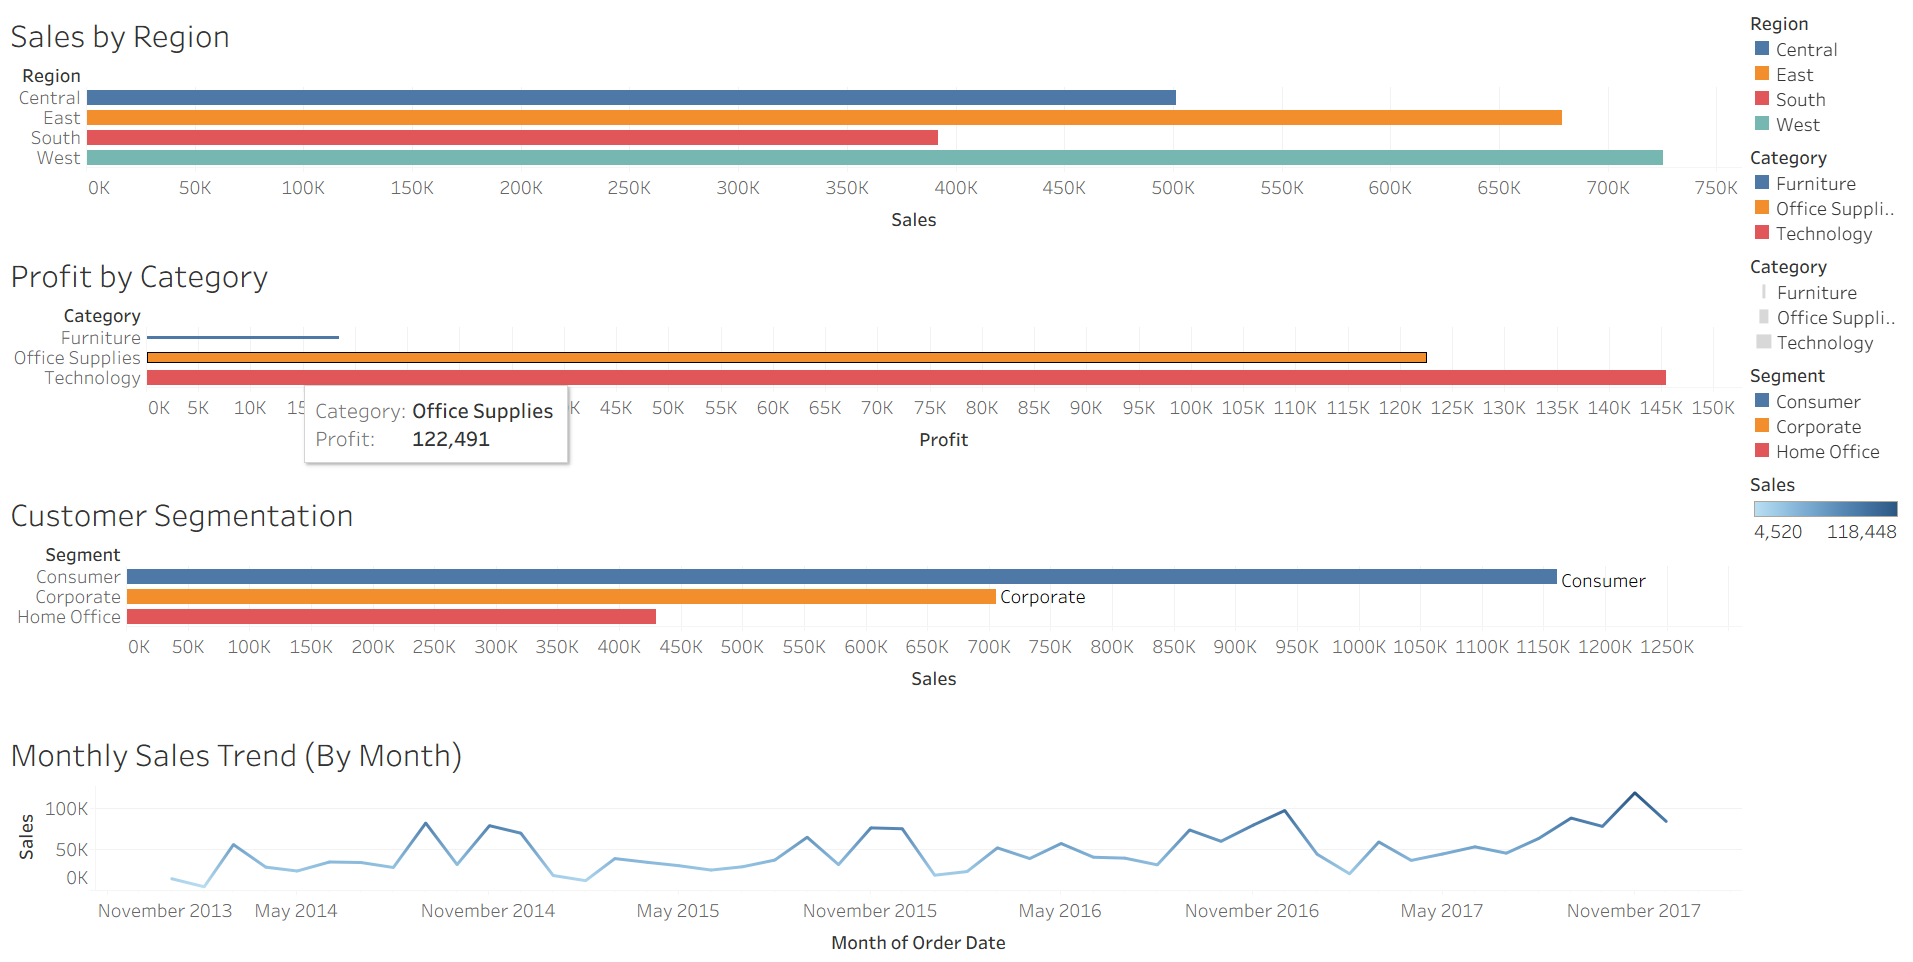 Sales by Region
Region
Central
East
South
West
0K 50K 100K 150K 200K 250K 300K 350K 400K 450K 500K 550K 600K 650K 700K 750K
Sales
Profit by Category
Category
Furniture
Office Supplies
Technology
0K 5K 10K 15 K 45K 50K 55K 60K 65K 70K 75K 80K 85K 90K 95K 100K 105K 110K 115K 120K 125K 130K 135K 140K 145K 150K
Category: Office Supplies
Profit: 122,491
Profit
Customer Segmentation
Segment
Consumer Consumer
Corporate Corporate
Home Office
0K 50K 100K 150K 200K 250K 300K 350K 400K 450K 500K 550K 600K 650K 700K 750K 800K 850K 900K 950K 1000K 1050K 1100K 1150K 1200K 1250K
Sales
Monthly Sales Trend (By Month)
Sales
100K
50K
0K
November 2013 May 2014 November 2014 May 2015 November 2015 May 2016 November 2016 May 2017 November 2017
Month of Order Date
Region
Central
East
South
West
Category
Furniture
Office Suppli..
Technology
Category
Furniture
Office Suppli..
Technology
Segment
Consumer
Corporate
Home Office
Sales
4,520 118,448